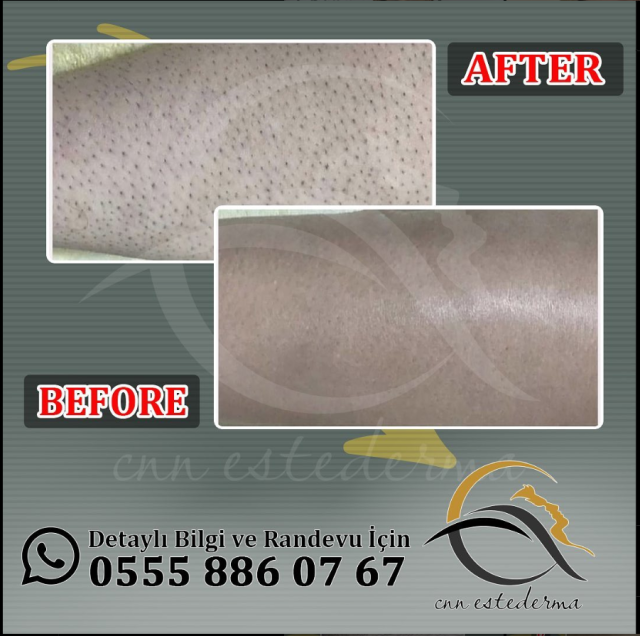 AFTER
BEFORE
cnn estederma
Detaylı Bilgi ve Randevu İçin
0555 886 07 67
cnn estederma